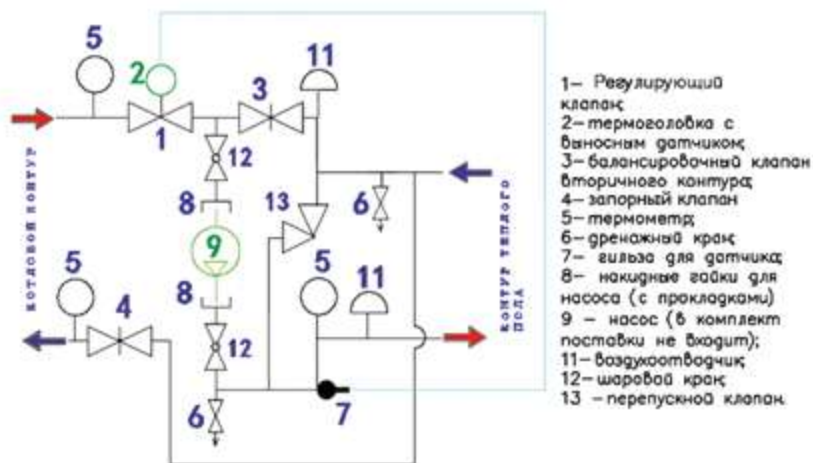 5
2
11
3
1
12
8
13
6
9
5
11
5
4
8
12
6
7
КОТЛОВОЙ КОНТУР
КОНТУР ТЕПЛОГО
ПОЛА
1— Регулирующий
клапан;
2—термоголовка с
выносным датчиком;
3—балансировочный клапан
вторичного контура;
4—запорный клапан
5—термометр;
6—дренажный кран;
7— гильза для датчика;
8— накидные гайки для
насоса (с прокладками)
9 — насос (в комплект
поставки не входит);
11—воздухоотводчик;
12—шаровой кран;
13 —перепускной клапан.